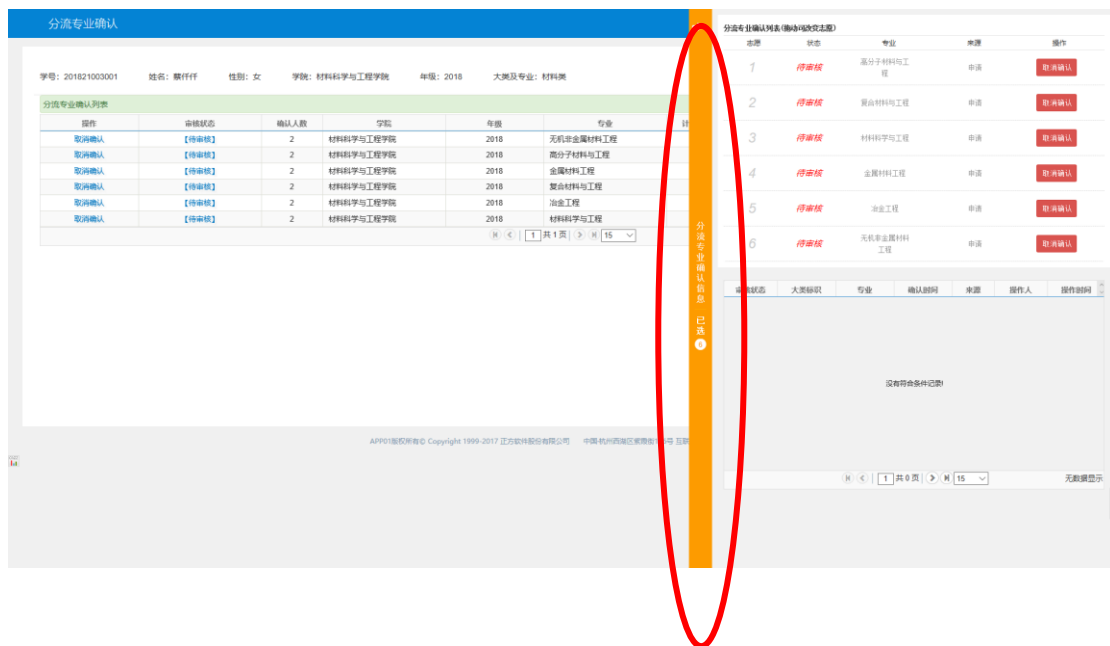 分流专业确认
学号: 201821003001 姓名: 蔡仟仟 性别: 女 学院: 材料科学与工程学院 年级: 2018 大类及专业: 材料类
分流专业确认列表
操作 审核状态 确认人数 学院 年级 专业 计
取消确认 【待审核】 2 材料科学与工程学院 2018 无机非金属材料工程
取消确认 【待审核】 2 材料科学与工程学院 2018 高分子材料与工程
取消确认 【待审核】 2 材料科学与工程学院 2018 金属材料工程
取消确认 【待审核】 2 材料科学与工程学院 2018 复合材料与工程
取消确认 【待审核】 2 材料科学与工程学院 2018 冶金工程
取消确认 【待审核】 2 材料科学与工程学院 2018 材料科学与工程
1 共 1 页 15
APP01版权所有© Copyright 1999-2017 正方软件股份有限公司 中国·杭州西湖区紫霞街 号 互联
分流专业确认信息 已选 6
分流专业确认列表(拖动可改变志愿)
志愿 状态 专业 来源 操作
1 待审核 高分子材料与工 申请 取消确认
程
2 待审核 复合材料与工程 申请 取消确认
3 待审核 材料科学与工程 申请 取消确认
4 待审核 金属材料工程 申请 取消确认
5 待审核 冶金工程 申请 取消确认
6 待审核 无机非金属材料 申请 取消确认
工程
审核状态 大类标识 专业 确认时间 来源 操作人 操作时间
没有符合条件记录!
1 共 0 页 15 无数据显示